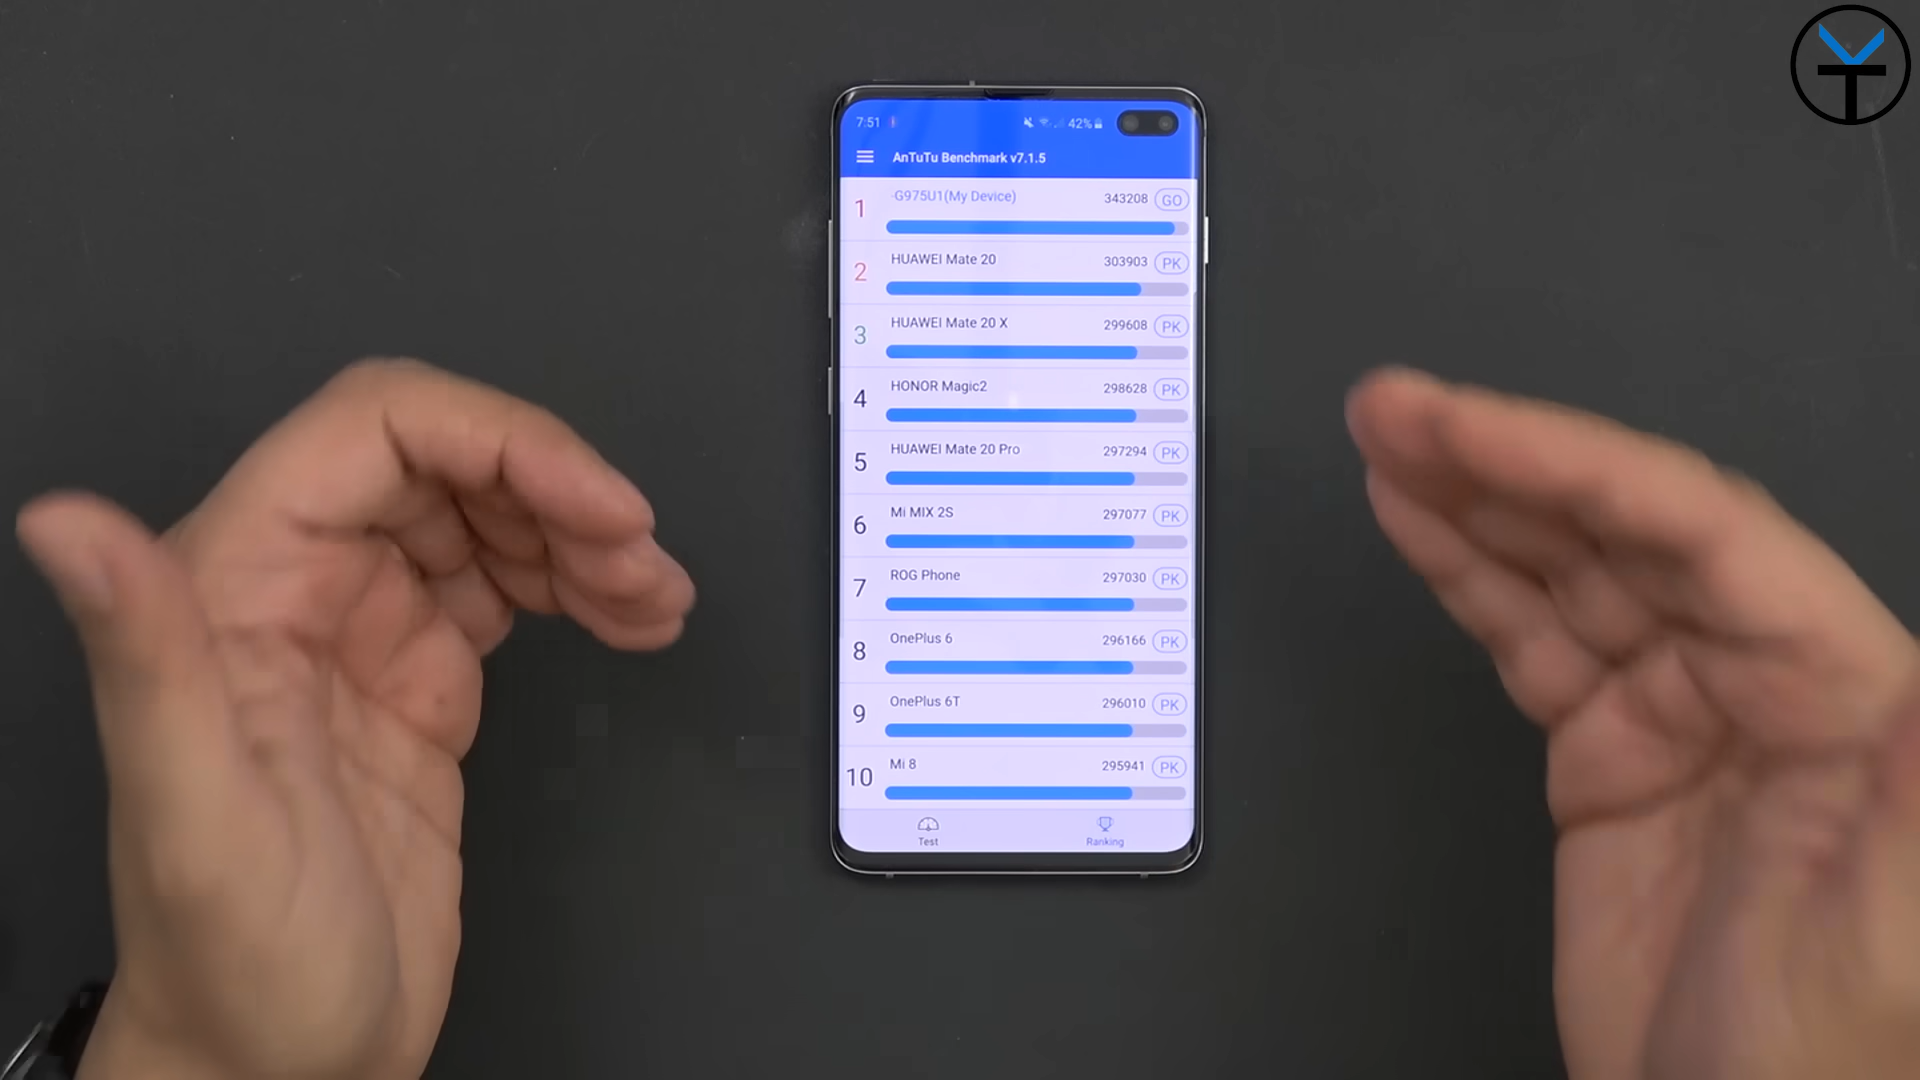 7:51 42%
AnTuTu Benchmark v7.1.5
1 -G975U1(My Device) 343208 GO
2 HUAWEI Mate 20 303903 PK
3 HUAWEI Mate 20 X 299608 PK
4 HONOR Magic2 298628 PK
5 HUAWEI Mate 20 Pro 297294 PK
6 Mi MIX 2S 297077 PK
7 ROG Phone 297030 PK
8 OnePlus 6 296166 PK
9 OnePlus 6T 296010 PK
10 Mi 8 295941 PK
Test Ranking